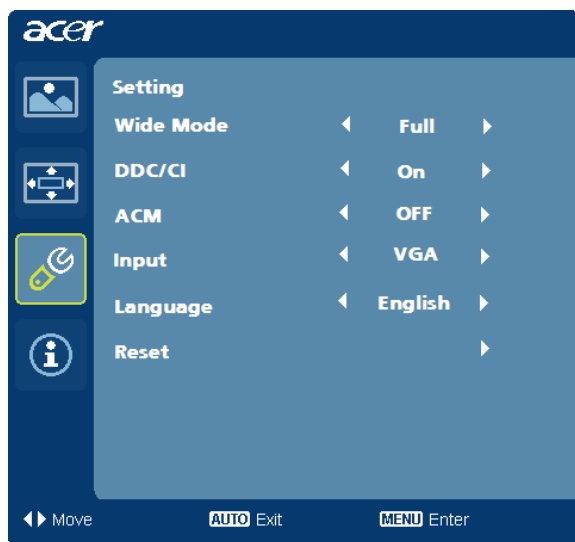 acer
Setting
Wide Mode Full
DDC/CI On
ACM OFF
Input VGA
Language English
Reset
Move AUTO Exit MENU Enter